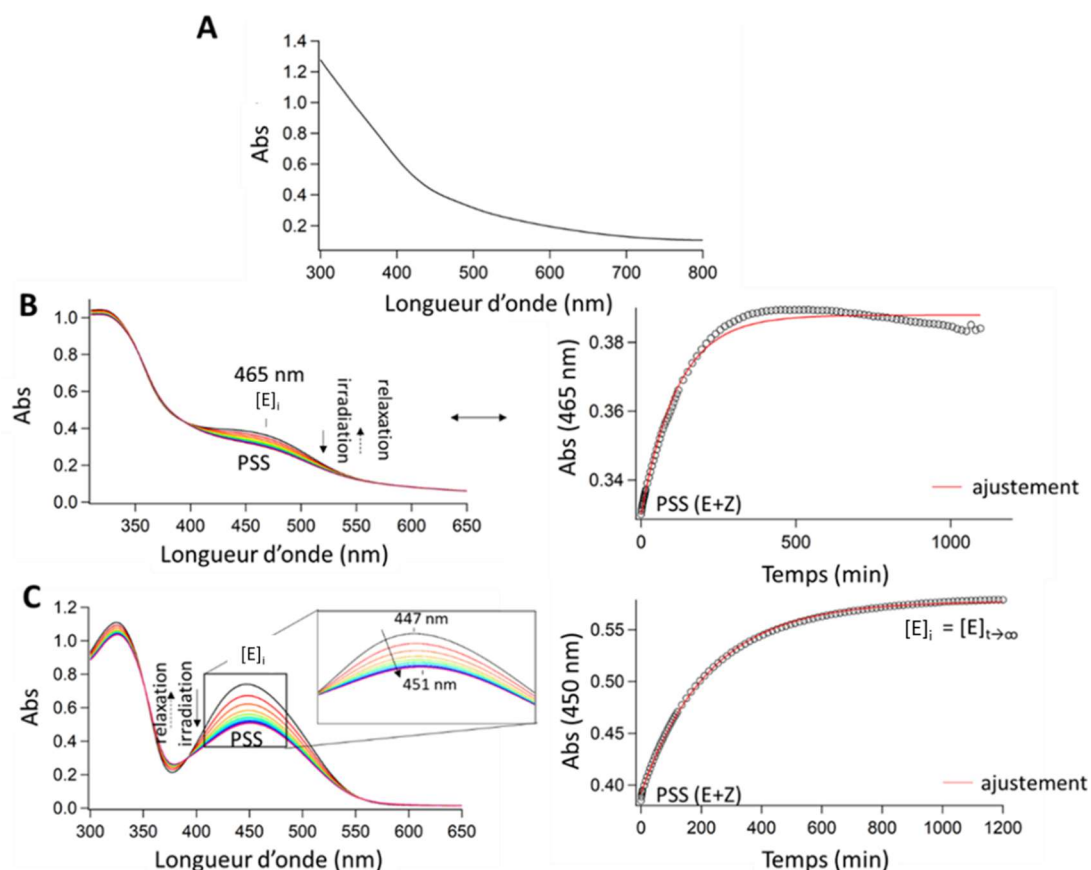 A
Abs
1.4
1.2
1.0
0.8
0.6
0.4
0.2
300 400 500 600 700 800
Longueur d'onde (nm)
B
Abs
1.0
0.8
0.6
0.4
0.2
0.0
465 nm
[E]i
PSS
irradiation
relaxation
350 400 450 500 550 600 650
Longueur d'onde (nm)
Abs (465 nm)
0.38
0.36
0.34
PSS (E+Z)
ajustement
0 500 1000
Temps (min)
C
Abs
1.2
1.0
0.8
0.6
0.4
0.2
0.0
relaxation
irradiation
[E]i
PSS
447 nm
451 nm
300 350 400 450 500 550 600 650
Longueur d'onde (nm)
Abs (450 nm)
0.55
0.50
0.45
0.40
[E]i = [E]t→∞
PSS (E+Z)
ajustement
0 200 400 600 800 1000 1200
Temps (min)